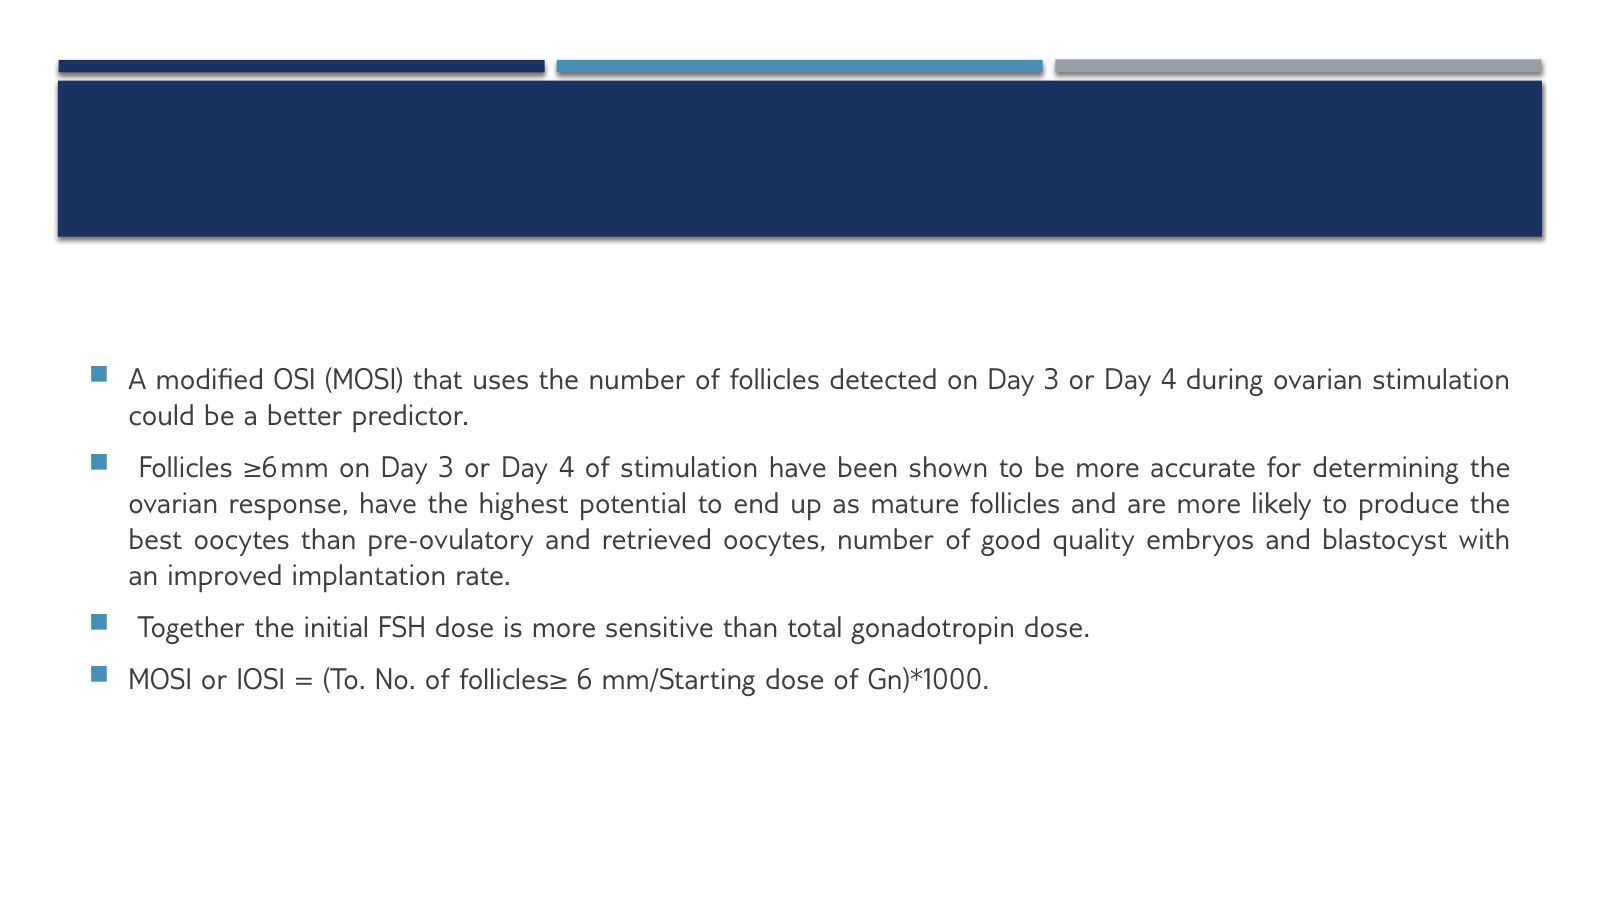 A modified OSI (MOSI) that uses the number of follicles detected on Day 3 or Day 4 during ovarian stimulation
could be a better predictor.
Follicles ≥6 mm on Day 3 or Day 4 of stimulation have been shown to be more accurate for determining the
ovarian response, have the highest potential to end up as mature follicles and are more likely to produce the
best oocytes than pre-ovulatory and retrieved oocytes, number of good quality embryos and blastocyst with
an improved implantation rate.
Together the initial FSH dose is more sensitive than total gonadotropin dose.
MOSI or IOSI = (To. No. of follicles≥ 6 mm/Starting dose of Gn)*1000.